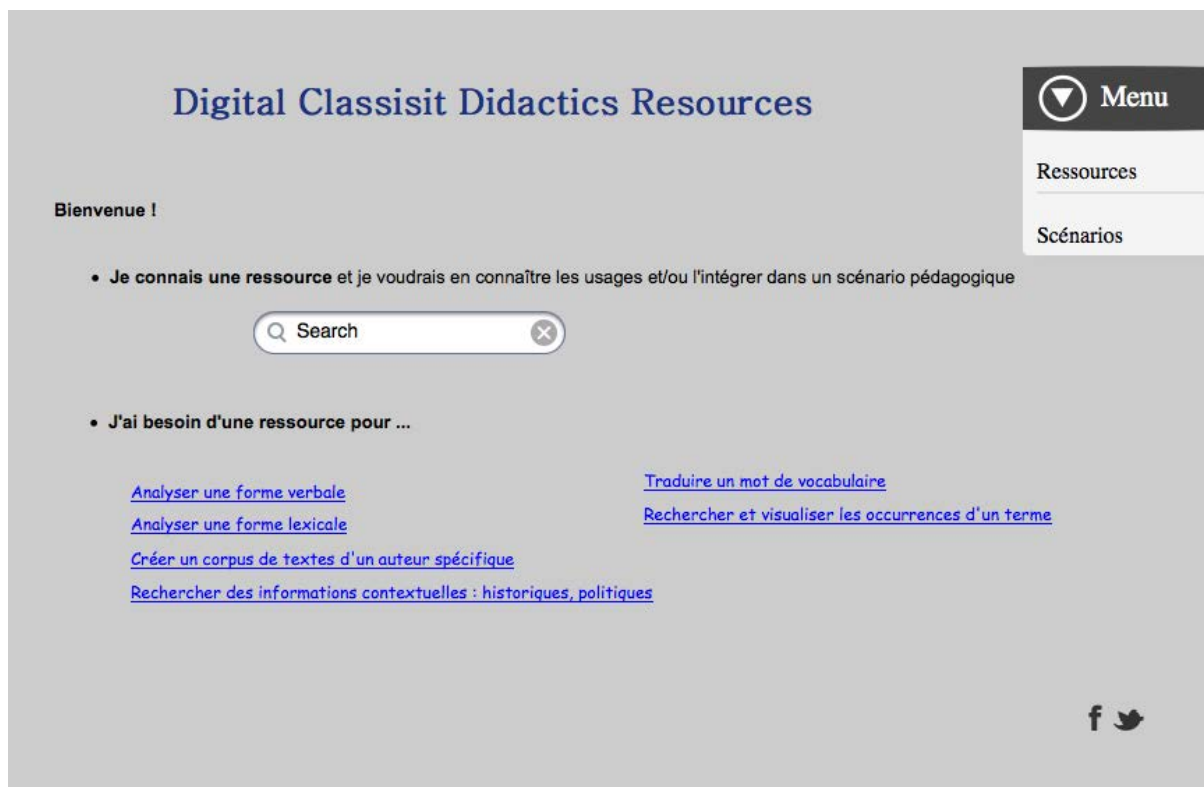 Digital Classisit Didactics Resources
Menu
Ressources
Scénarios
Bienvenue !
• Je connais une ressource et je voudrais en connaître les usages et/ou l'intégrer dans un scénario pédagogique
Search
• J'ai besoin d'une ressource pour ...
Analyser une forme verbale
Analyser une forme lexicale
Créer un corpus de textes d'un auteur spécifique
Rechercher des informations contextuelles : historiques, politiques
Traduire un mot de vocabulaire
Rechercher et visualiser les occurrences d'un terme